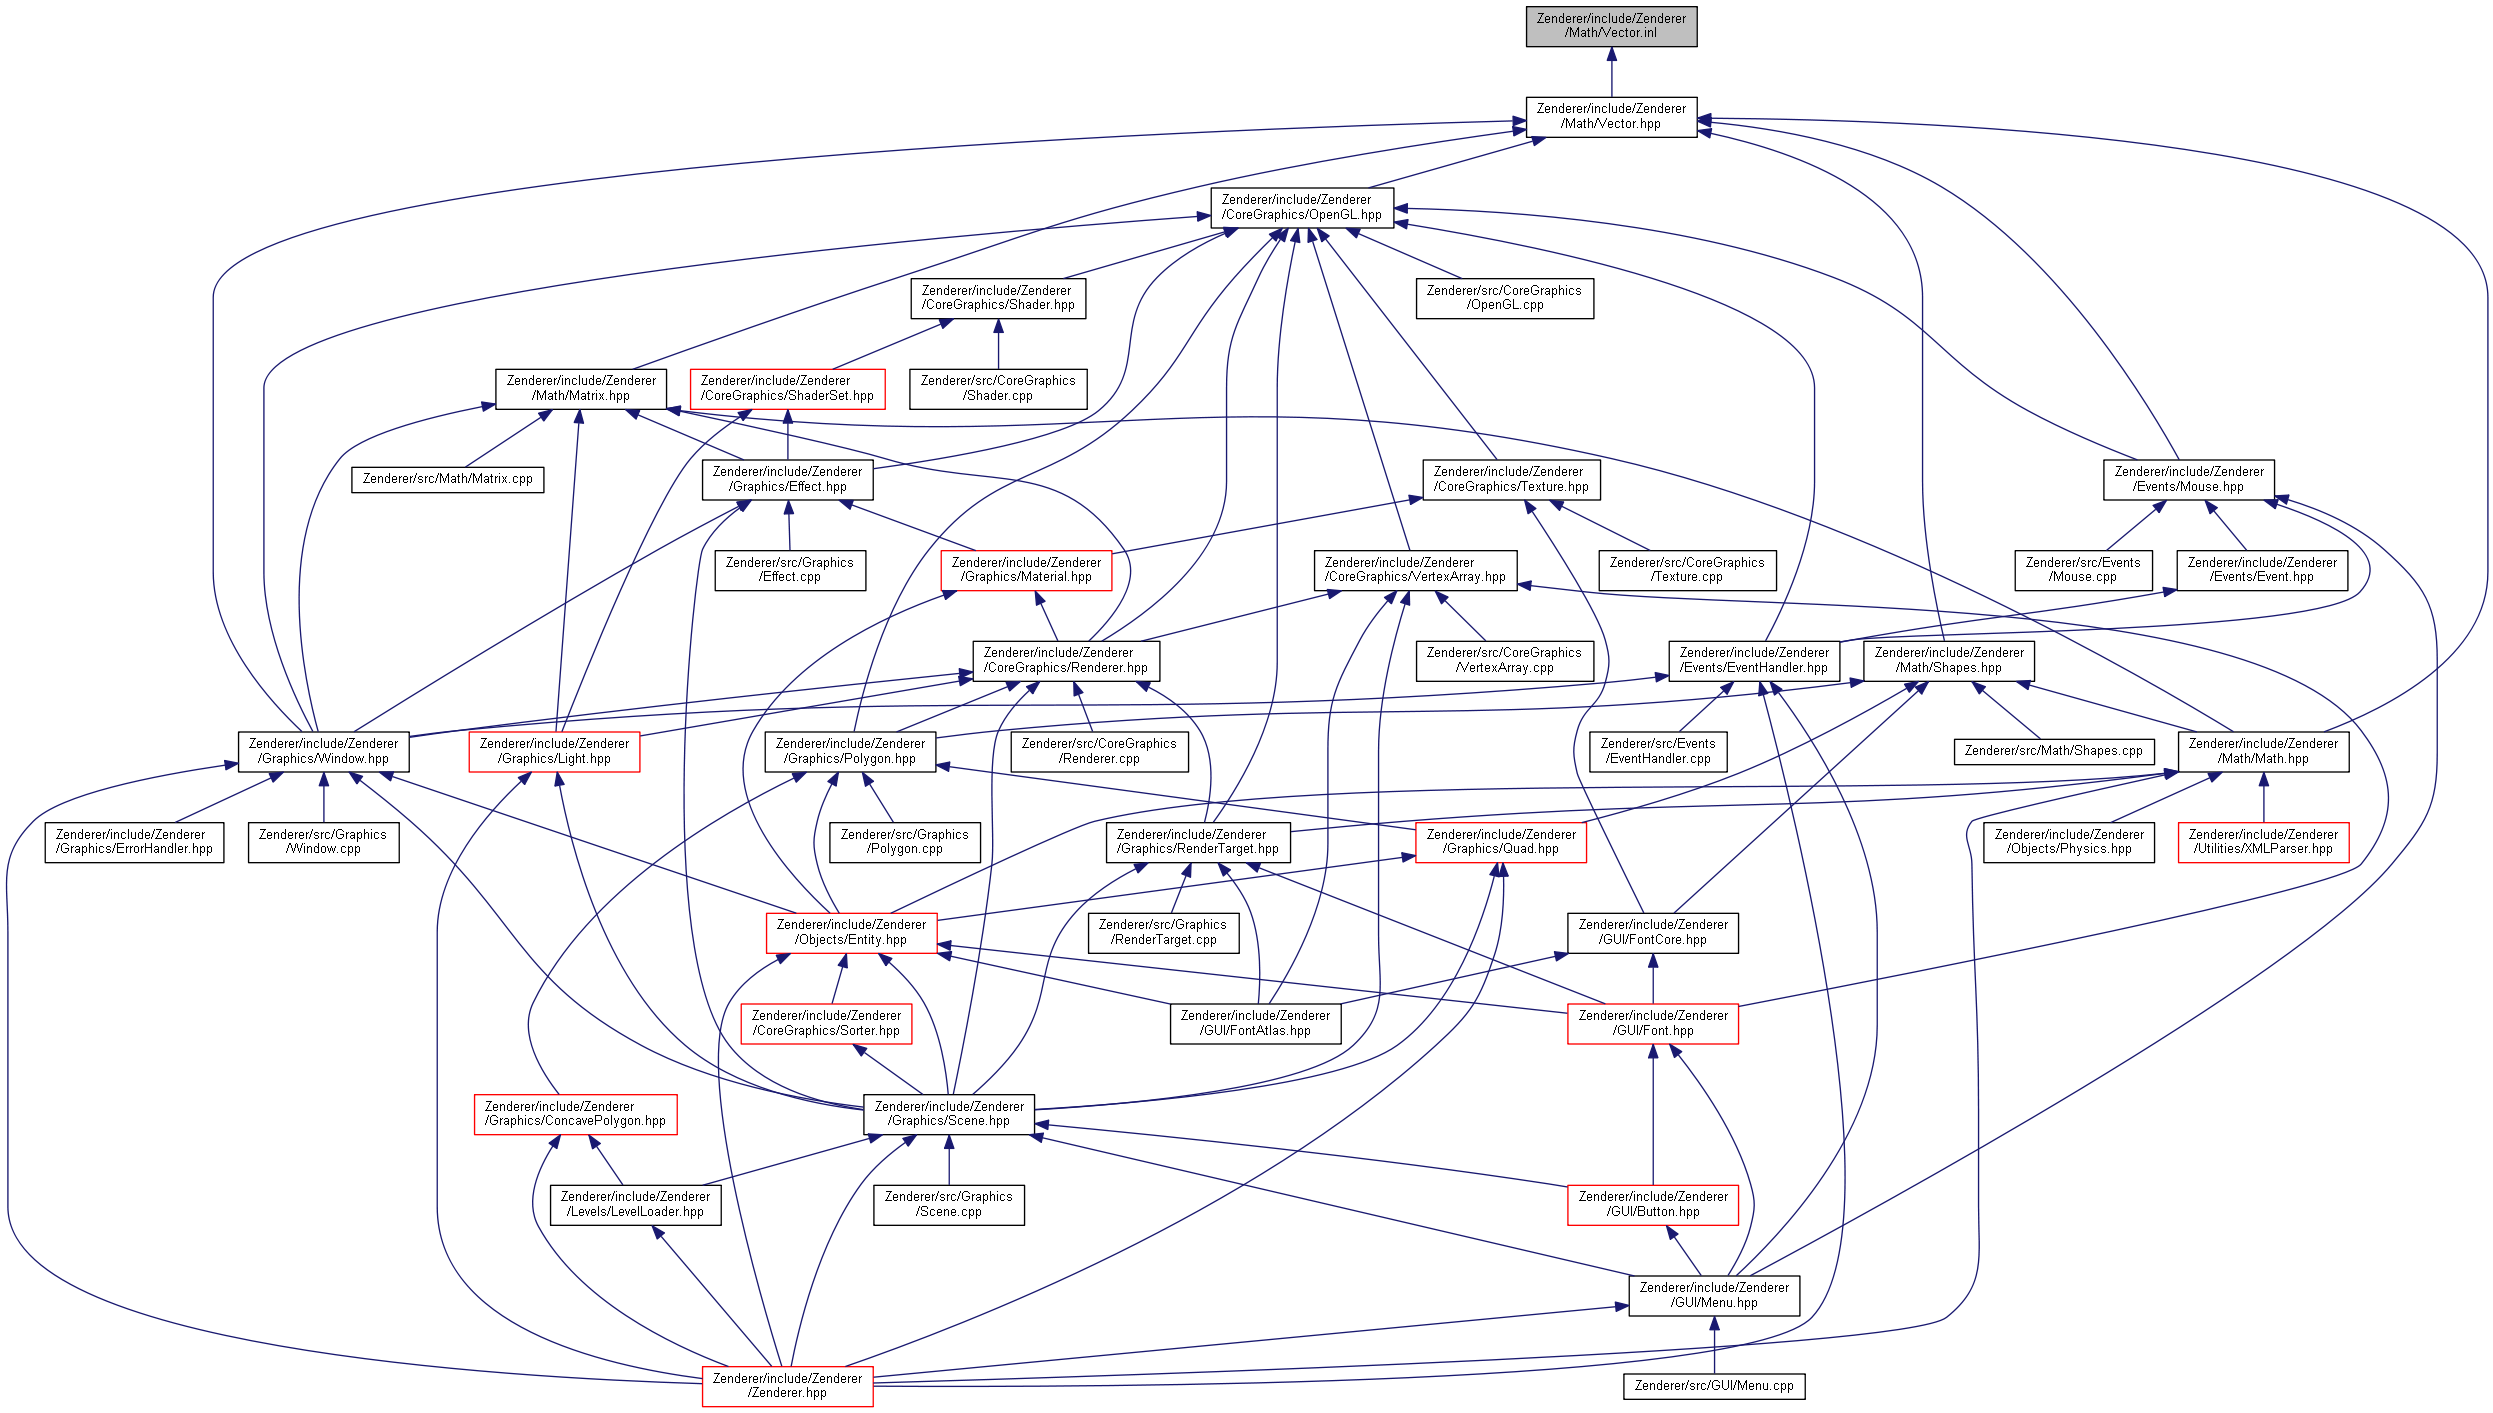 Zenderer/include/Zenderer
/Math/Vector.inl
Zenderer/include/Zenderer
/Math/Vector.hpp
Zenderer/include/Zenderer
/CoreGraphics/OpenGL.hpp
Zenderer/include/Zenderer
/CoreGraphics/Shader.hpp
Zenderer/src/CoreGraphics
/OpenGL.cpp
Zenderer/include/Zenderer
/Math/Matrix.hpp
Zenderer/include/Zenderer
/CoreGraphics/ShaderSet.hpp
Zenderer/src/CoreGraphics
/Shader.cpp
Zenderer/src/Math/Matrix.cpp
Zenderer/include/Zenderer
/Graphics/Effect.hpp
Zenderer/include/Zenderer
/CoreGraphics/Texture.hpp
Zenderer/include/Zenderer
/Events/Mouse.hpp
Zenderer/src/Graphics
/Effect.cpp
Zenderer/include/Zenderer
/Graphics/Material.hpp
Zenderer/include/Zenderer
/CoreGraphics/VertexArray.hpp
Zenderer/src/CoreGraphics
/Texture.cpp
Zenderer/src/Events
/Mouse.cpp
Zenderer/include/Zenderer
/Events/Event.hpp
Zenderer/include/Zenderer
/CoreGraphics/Renderer.hpp
Zenderer/src/CoreGraphics
/VertexArray.cpp
Zenderer/include/Zenderer
/Events/EventHandler.hpp
Zenderer/include/Zenderer
/Math/Shapes.hpp
Zenderer/include/Zenderer
/Graphics/Window.hpp
Zenderer/include/Zenderer
/Graphics/Light.hpp
Zenderer/include/Zenderer
/Graphics/Polygon.hpp
Zenderer/src/CoreGraphics
/Renderer.cpp
Zenderer/src/Events
/EventHandler.cpp
Zenderer/src/Math/Shapes.cpp
Zenderer/include/Zenderer
/Math/Math.hpp
Zenderer/include/Zenderer
/Graphics/ErrorHandler.hpp
Zenderer/src/Graphics
/Window.cpp
Zenderer/src/Graphics
/Polygon.cpp
Zenderer/include/Zenderer
/Graphics/RenderTarget.hpp
Zenderer/include/Zenderer
/Graphics/Quad.hpp
Zenderer/include/Zenderer
/Objects/Physics.hpp
Zenderer/include/Zenderer
/Utilities/XMLParser.hpp
Zenderer/include/Zenderer
/Objects/Entity.hpp
Zenderer/src/Graphics
/RenderTarget.cpp
Zenderer/include/Zenderer
/GUI/FontCore.hpp
Zenderer/include/Zenderer
/CoreGraphics/Sorter.hpp
Zenderer/include/Zenderer
/GUI/FontAtlas.hpp
Zenderer/include/Zenderer
/GUI/Font.hpp
Zenderer/include/Zenderer
/Graphics/ConcavePolygon.hpp
Zenderer/include/Zenderer
/Graphics/Scene.hpp
Zenderer/include/Zenderer
/Levels/LevelLoader.hpp
Zenderer/src/Graphics
/Scene.cpp
Zenderer/include/Zenderer
/GUI/Button.hpp
Zenderer/include/Zenderer
/GUI/Menu.hpp
Zenderer/include/Zenderer
/Zenderer.hpp
Zenderer/src/GUI/Menu.cpp